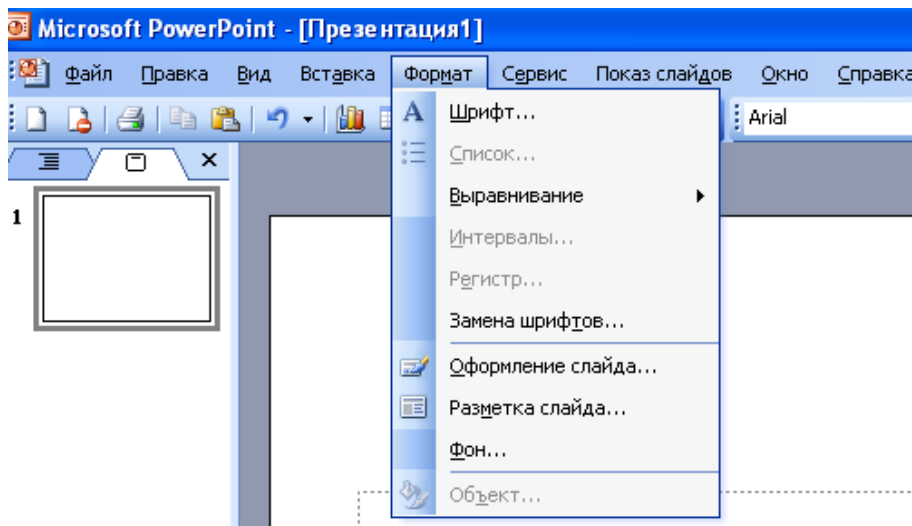 Microsoft PowerPoint - [Презентация1]
Файл Правка Вид Вставка Формат Сервис Показ слайдов Окно Справка
Arial
Шрифт...
Список...
Выравнивание
Интервалы...
Регистр...
Замена шрифтов...
Оформление слайда...
Разметка слайда...
Фон...
Объект...
1